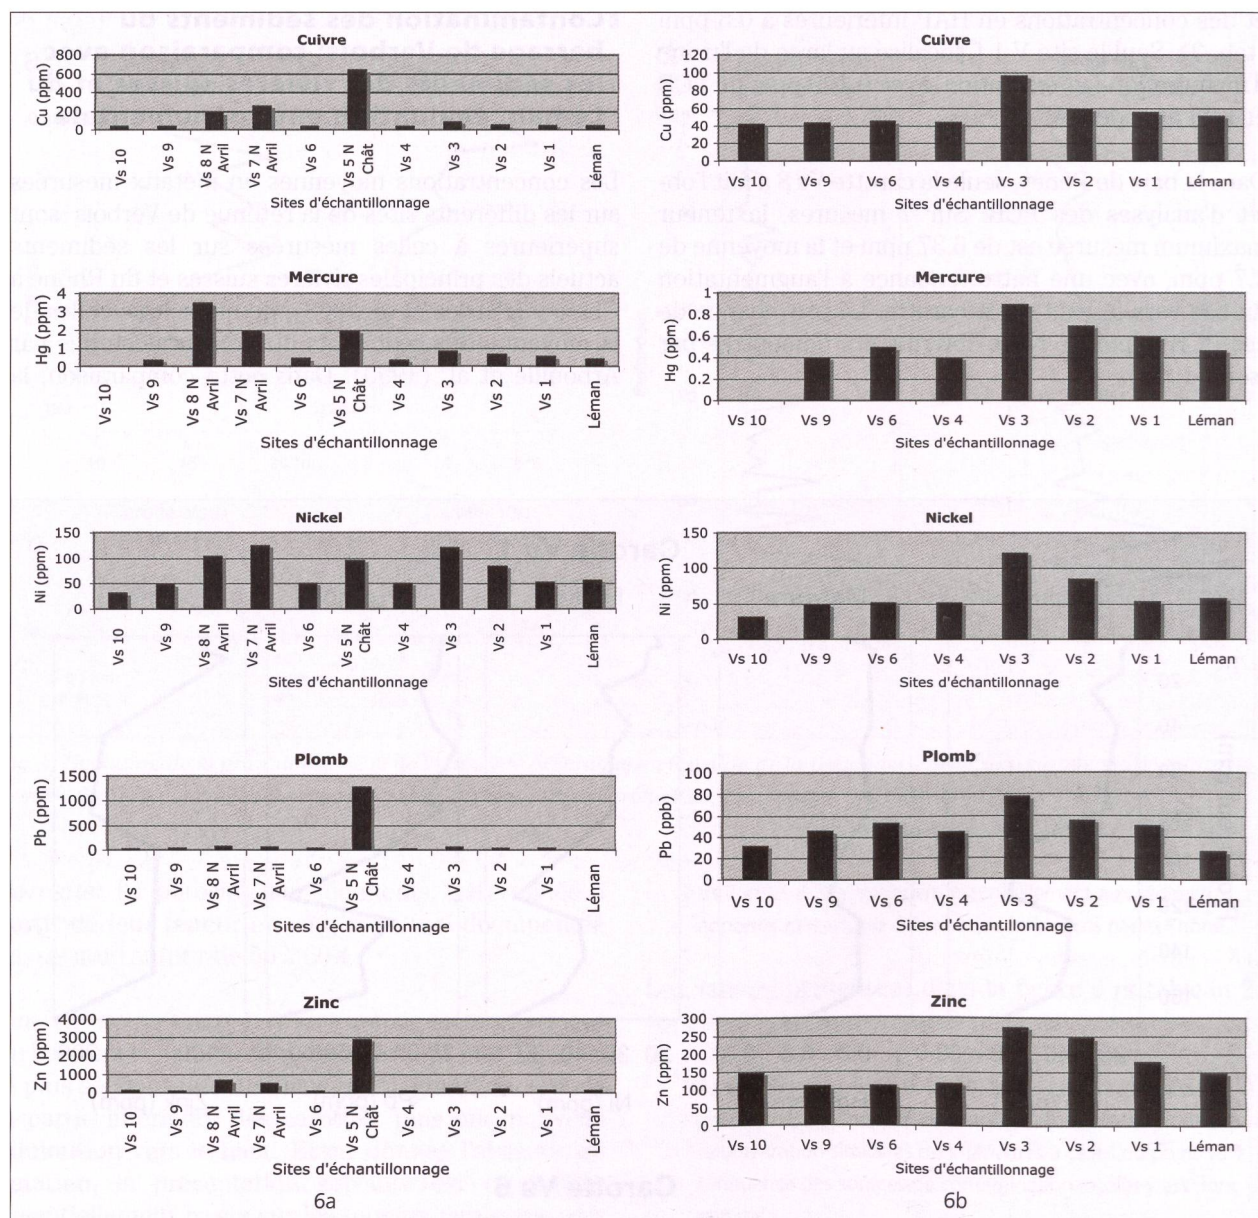 Cuivre
Cu (ppm)
800
600
400
200
0
Vs 10
Vs 9
Vs 8 N
Avril
Vs 7 N
Avril
Vs 6
Vs 5 N
Chât
Vs 4
Vs 3
Vs 2
Vs 1
Léman
Sites d'échantillonnage
Cuivre
Cu (ppm)
120
100
80
60
40
20
0
Vs 10 Vs 9 Vs 6 Vs 4 Vs 3 Vs 2 Vs 1 Léman
Sites d'échantillonnage
Mercure
Hg (ppm)
4
3
2
1
0
Vs 10
Vs 9
Vs 8 N
Avril
Vs 7 N
Avril
Vs 6
Vs 5 N
Chât
Vs 4
Vs 3
Vs 2
Vs 1
Léman
Sites d'échantillonnage
Mercure
Hg (ppm)
1
0.8
0.6
0.4
0.2
0
Vs 10 Vs 9 Vs 6 Vs 4 Vs 3 Vs 2 Vs 1 Léman
Sites d'échantillonnage
Nickel
Ni (ppm)
150
100
50
0
Vs 10
Vs 9
Vs 8 N
Avril
Vs 7 N
Avril
Vs 6
Vs 5 N
Chât
Vs 4
Vs 3
Vs 2
Vs 1
Léman
Sites d'échantillonnage
Nickel
Ni (ppm)
150
100
50
0
Vs 10 Vs 9 Vs 6 Vs 4 Vs 3 Vs 2 Vs 1 Léman
Sites d'échantillonnage
Plomb
Pb (ppm)
1500
1000
500
0
Vs 10
Vs 9
Vs 8 N
Avril
Vs 7 N
Avril
Vs 6
Vs 5 N
Chât
Vs 4
Vs 3
Vs 2
Vs 1
Léman
Sites d'échantillonnage
Plomb
Pb (ppb)
100
80
60
40
20
0
Vs 10 Vs 9 Vs 6 Vs 4 Vs 3 Vs 2 Vs 1 Léman
Sites d'échantillonnage
Zinc
Zn (ppm)
4000
3000
2000
1000
0
Vs 10
Vs 9
Vs 8 N
Avril
Vs 7 N
Avril
Vs 6
Vs 5 N
Chât
Vs 4
Vs 3
Vs 2
Vs 1
Léman
Sites d'échantillonnage
6a
Zinc
Zn (ppm)
300
250
200
150
100
50
0
Vs 10 Vs 9 Vs 6 Vs 4 Vs 3 Vs 2 Vs 1 Léman
Sites d'échantillonnage
6b